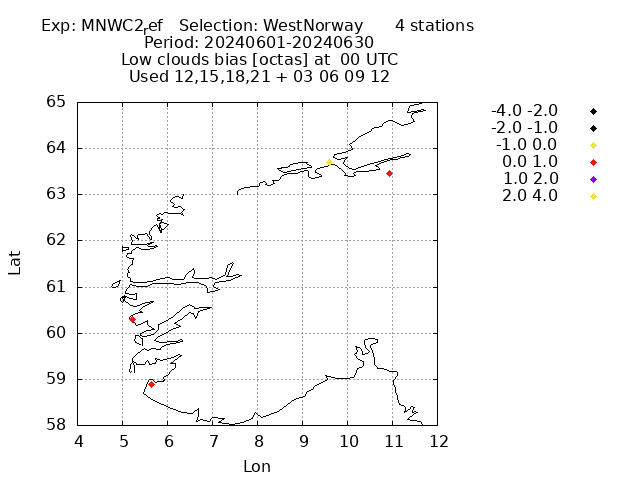 Exp: MNWC2ref Selection: WestNorway 4 stations
Period: 20240601-20240630
Low clouds bias [octas] at 00 UTC
Used 12,15,18,21 + 03 06 09 12
-4.0 -2.0
-2.0 -1.0
-1.0 0.0
0.0 1.0
1.0 2.0
2.0 4.0
65
64
63
62
61
60
59
58
Lat
4 5 6 7 8 9 10 11 12
Lon